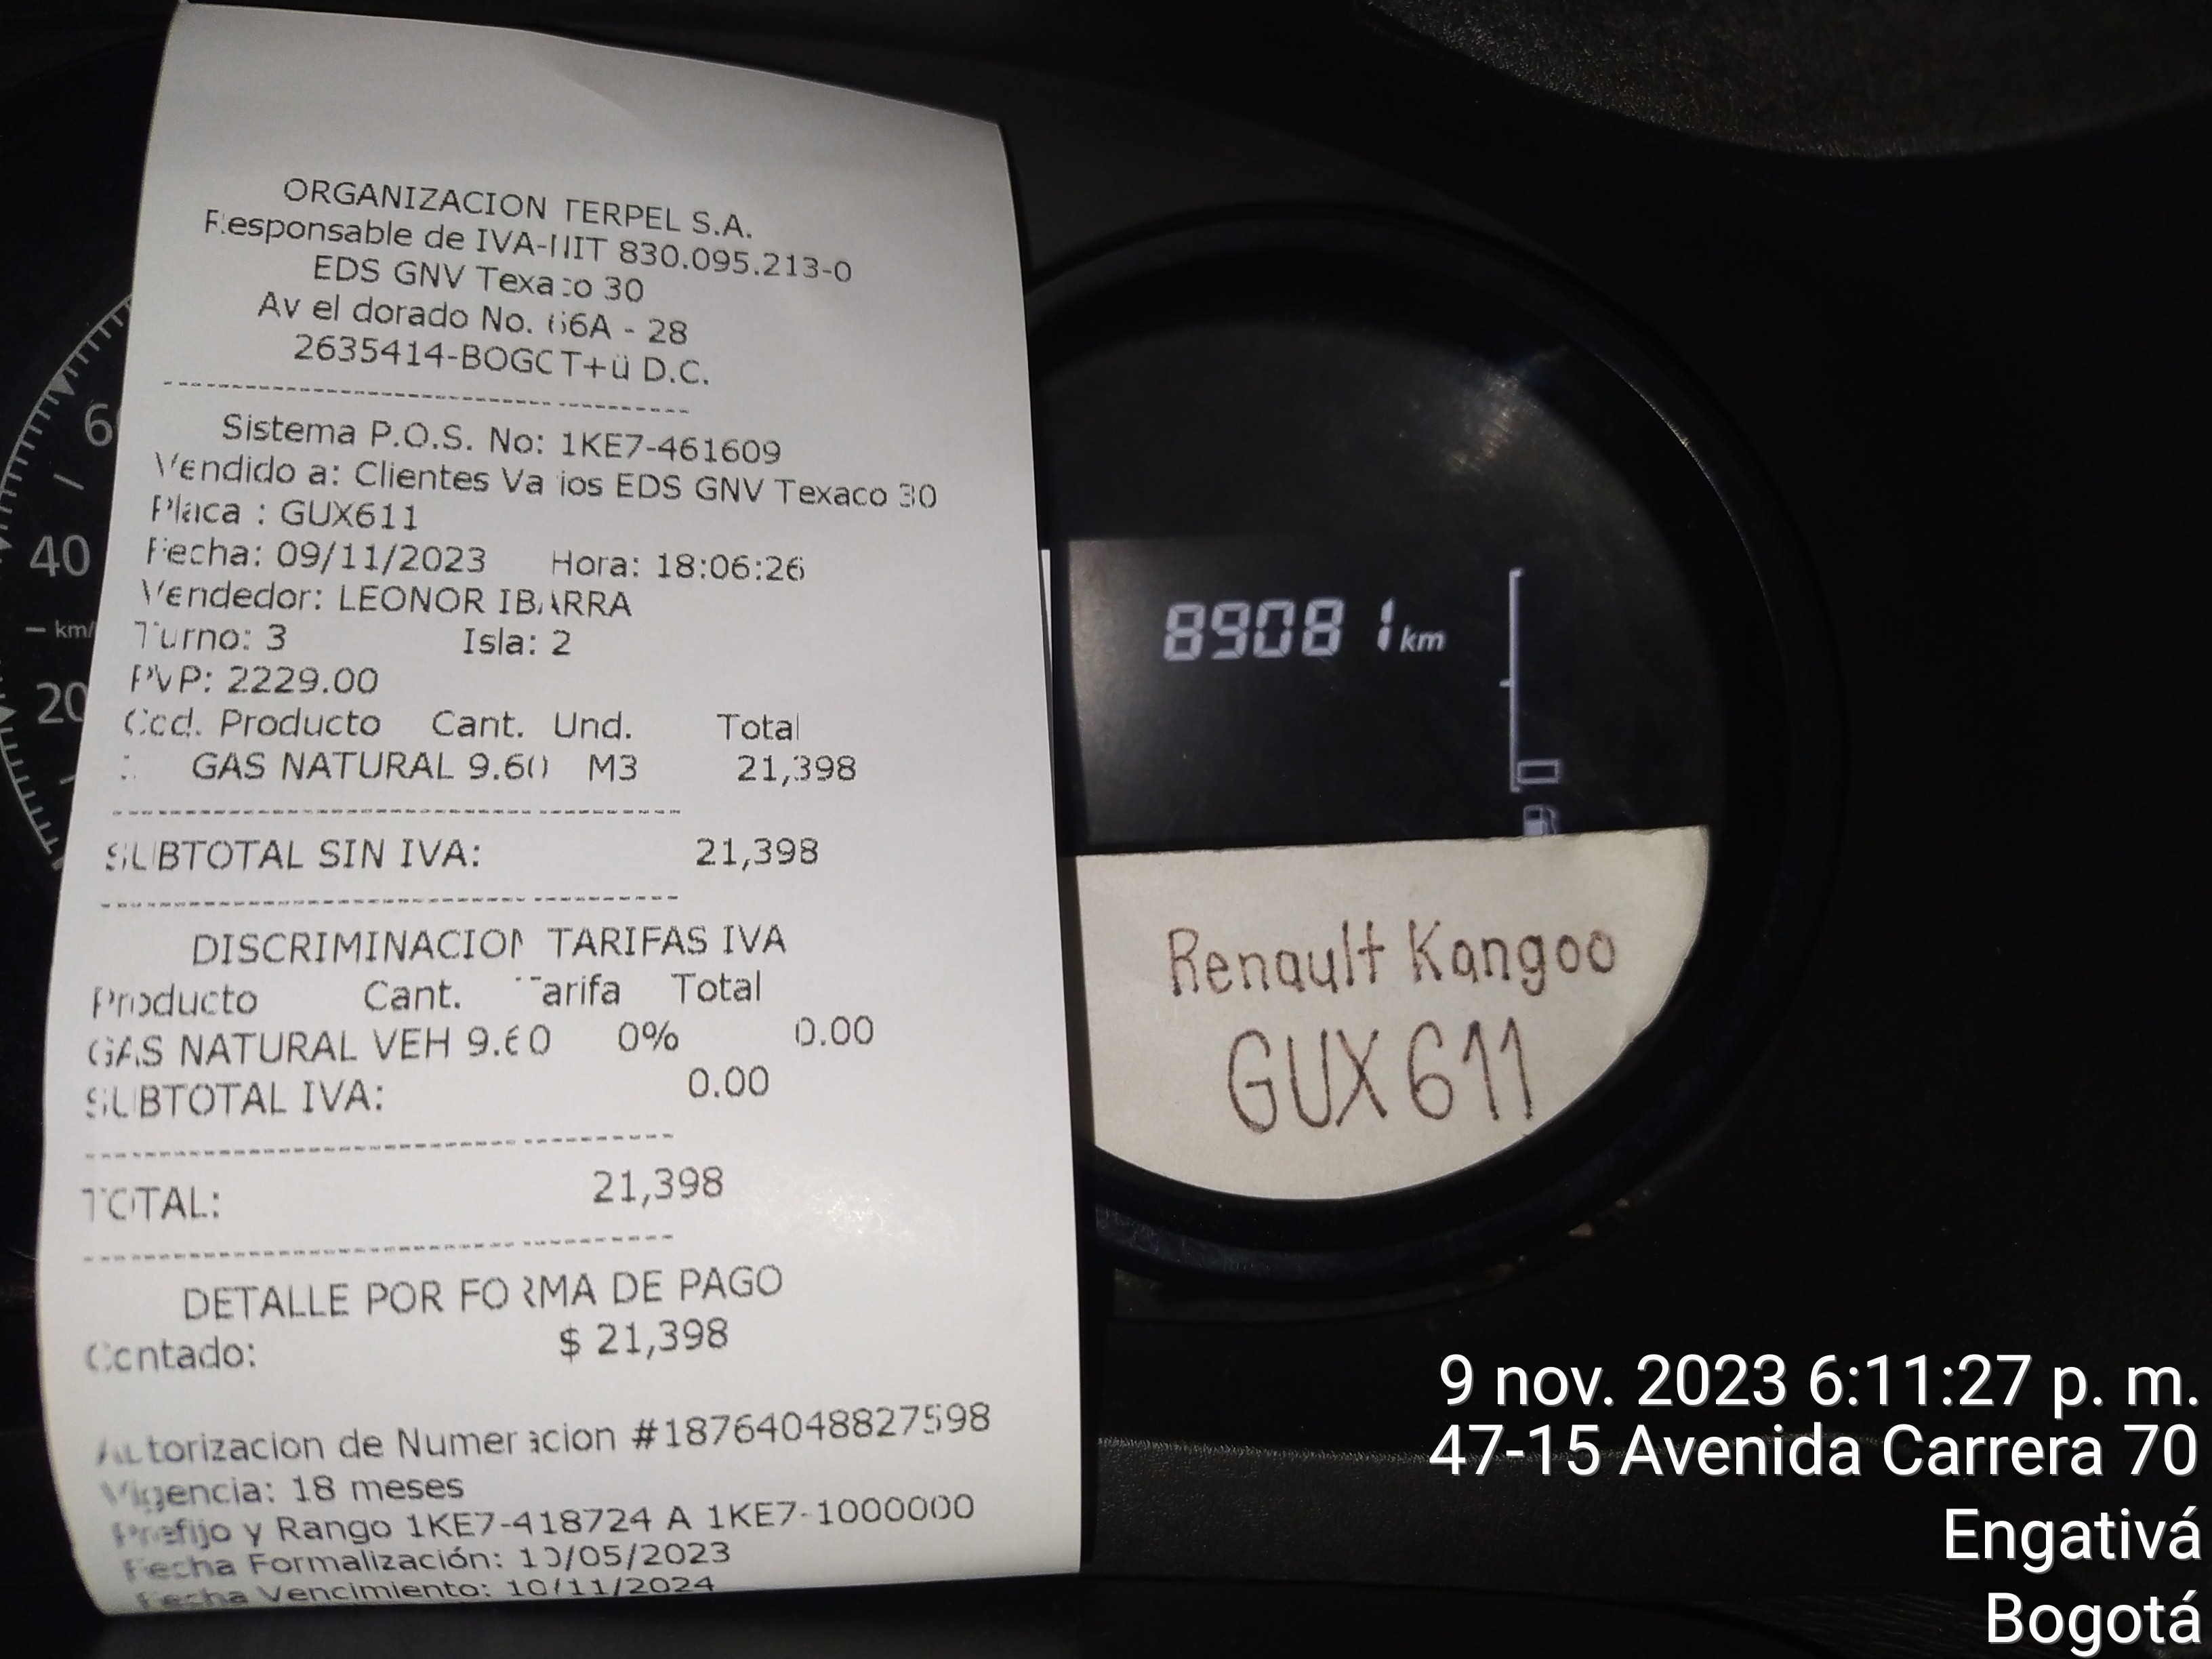 ORGANIZACION TERPEL S.A.
Responsable de IVA-NIT 830.095.213-0
EDS GNV Texaco 30
Av el dorado No. 66A - 28
2635414-BOGOT+ü D.C.
Sistema P.O.S. No: 1KE7-461609
Vendido a: Clientes Varios EDS GNV Texaco 30
Placa : GUX611
Fecha: 09/11/2023 Hora: 18:06:26
Vendedor: LEONOR IBARRA
Turno: 3 Isla: 2
PVP: 2229.00
Cod. Producto Cant. Und. Total
GAS NATURAL 9.60 M3 21,398
SUBTOTAL SIN IVA: 21,398
DISCRIMINACION TARIFAS IVA
Producto Cant. Tarifa Total
GAS NATURAL VEH 9.60 0% 0.00
SUBTOTAL IVA: 0.00
TOTAL: 21,398
DETALLE POR FORMA DE PAGO
Contado: $ 21,398
Autorizacion de Numeracion #18764048827598
Vigencia: 18 meses
Prefijo y Rango 1KE7-418724 A 1KE7-1000000
Fecha Formalización: 10/05/2023
Fecha Vencimiento: 10/11/2024
40
km/
20
89081 km
Renault Kangoo
GUX611
9 nov. 2023 6:11:27 p. m.
47-15 Avenida Carrera 70
Engativá
Bogotá